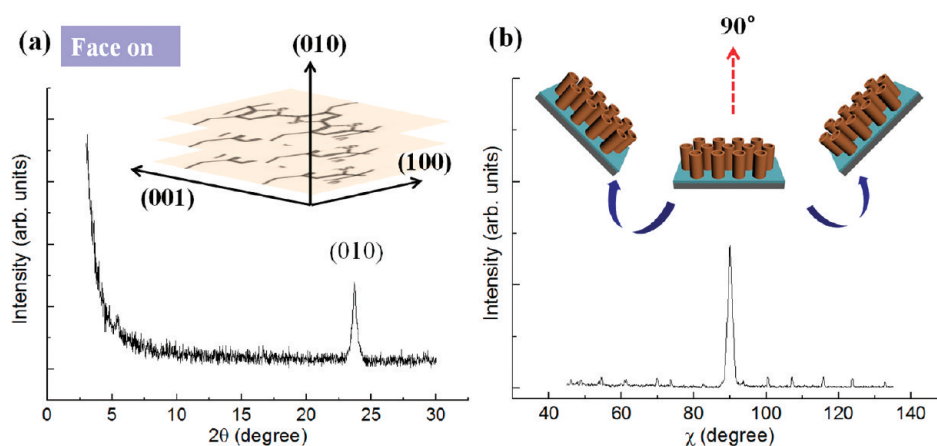 (a)
Face on
(010)
(001)
(100)
(010)
Intensity (arb. units)
0
5
10
15
20
25
30
2θ (degree)
(b)
90°
Intensity (arb. units)
40
60
80
100
120
140
χ (degree)